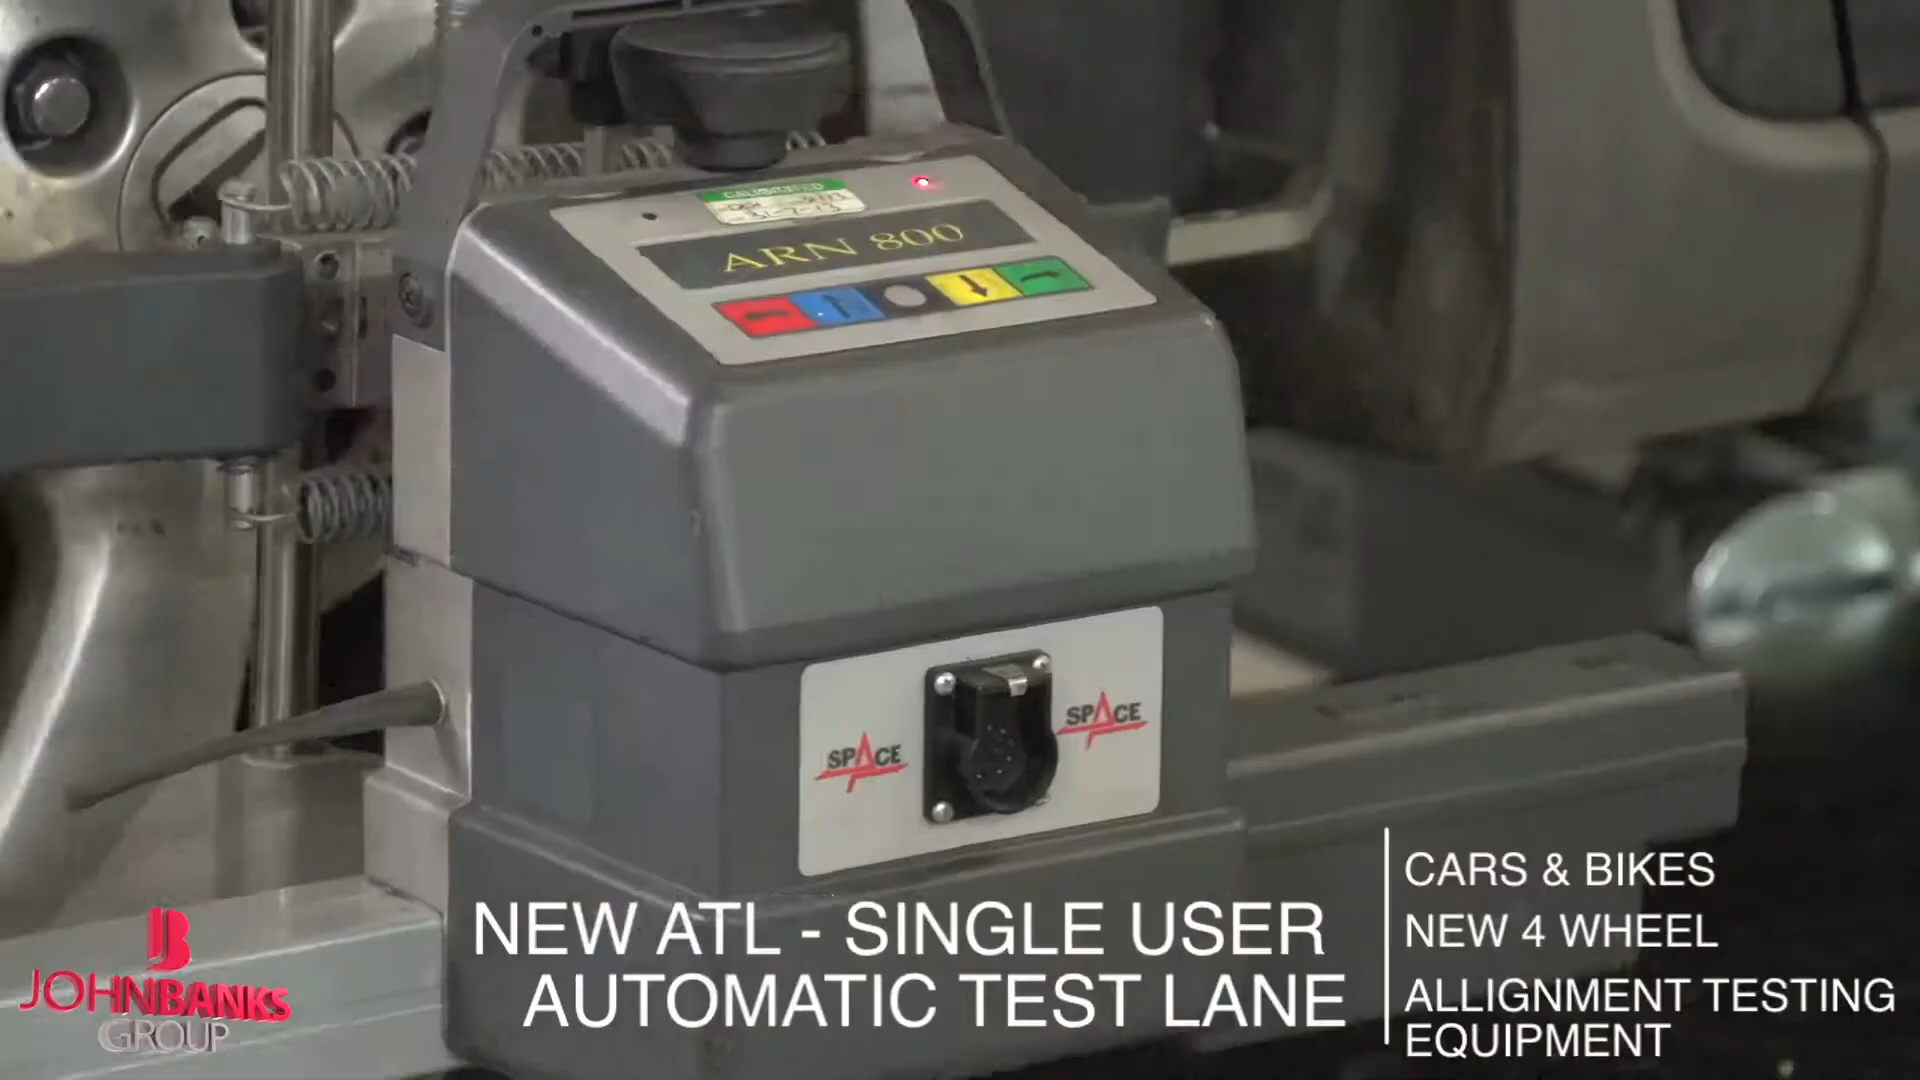 CALIBRATED
ARN 800
SPACE
SPACE
NEW ATL - SINGLE USER
AUTOMATIC TEST LANE
CARS & BIKES
NEW 4 WHEEL
ALLIGNMENT TESTING
EQUIPMENT
JB
JOHNBANKS
GROUP